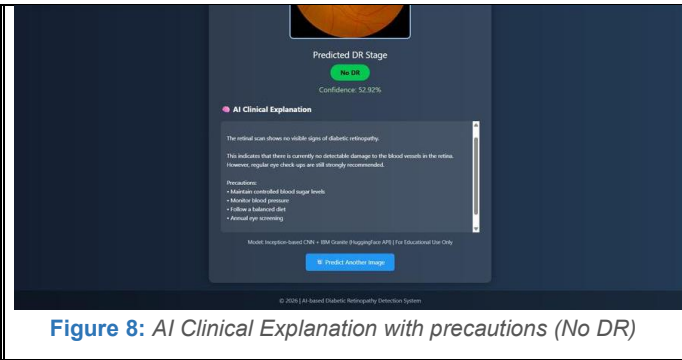 Predicted DR Stage
No DR
Confidence: 52.92%
AI Clinical Explanation
The retinal scan shows no visible signs of diabetic retinopathy.
This indicates that there is currently no detectable damage to the blood vessels in the retina.
However, regular eye check-ups are still strongly recommended.
Precautions:
• Maintain controlled blood sugar levels
• Monitor blood pressure
• Follow a balanced diet
• Annual eye screening
Model: Inception-based CNN + IBM Granite (HuggingFace API) | For Educational Use Only
Predict Another Image
© 2026 | AI-based Diabetic Retinopathy Detection System
Figure 8: AI Clinical Explanation with precautions (No DR)